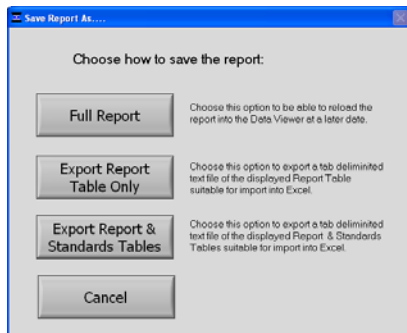 Save Report As....
Choose how to save the report:
Full Report
Choose this option to be able to reload the
report into the Data Viewer at a later date.
Export Report
Table Only
Choose this option to export a tab deliminited
text file of the displayed Report Table
suitable for import into Excel.
Export Report &
Standards Tables
Choose this option to export a tab deliminited
text file of the displayed Report & Standards
Tables suitable for import into Excel.
Cancel